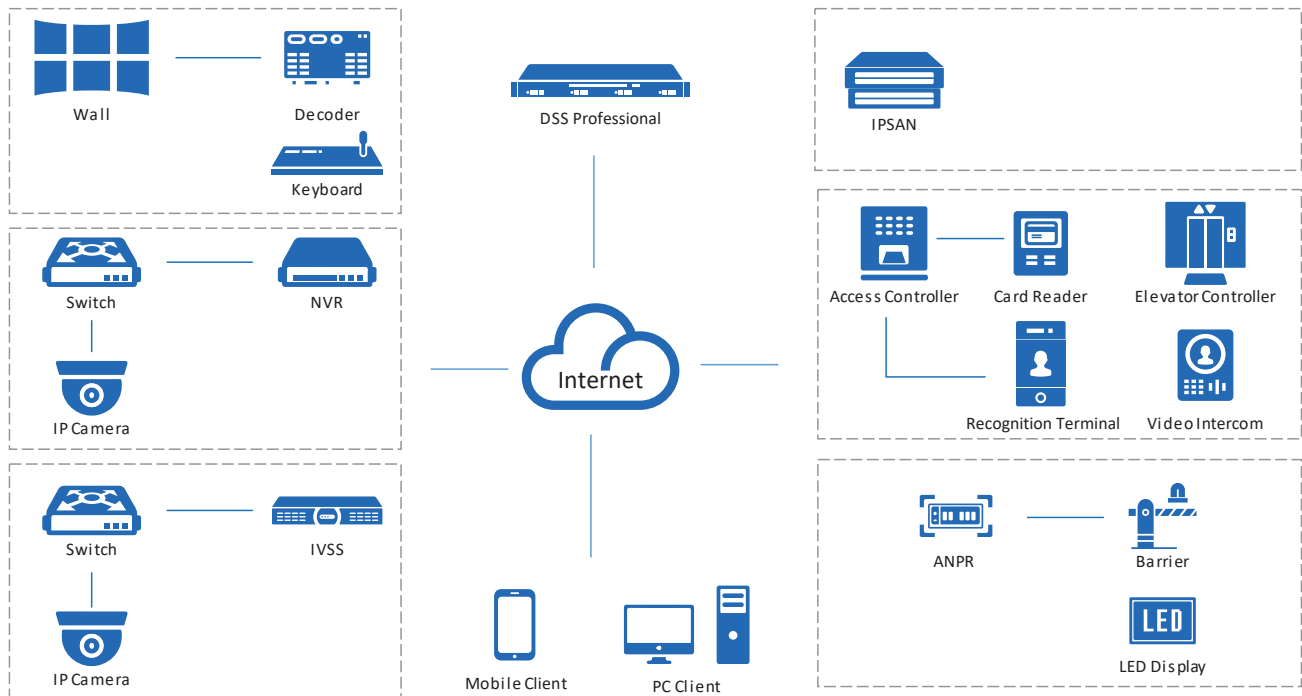 Wall
Decoder
Keyboard
Switch
NVR
IP Camera
Switch
IVSS
IP Camera
DSS Professional
Internet
Mobile Client
PC Client
IPSAN
Access Controller
Card Reader
Elevator Controller
Recognition Terminal
Video Intercom
ANPR
Barrier
LED
LED Display